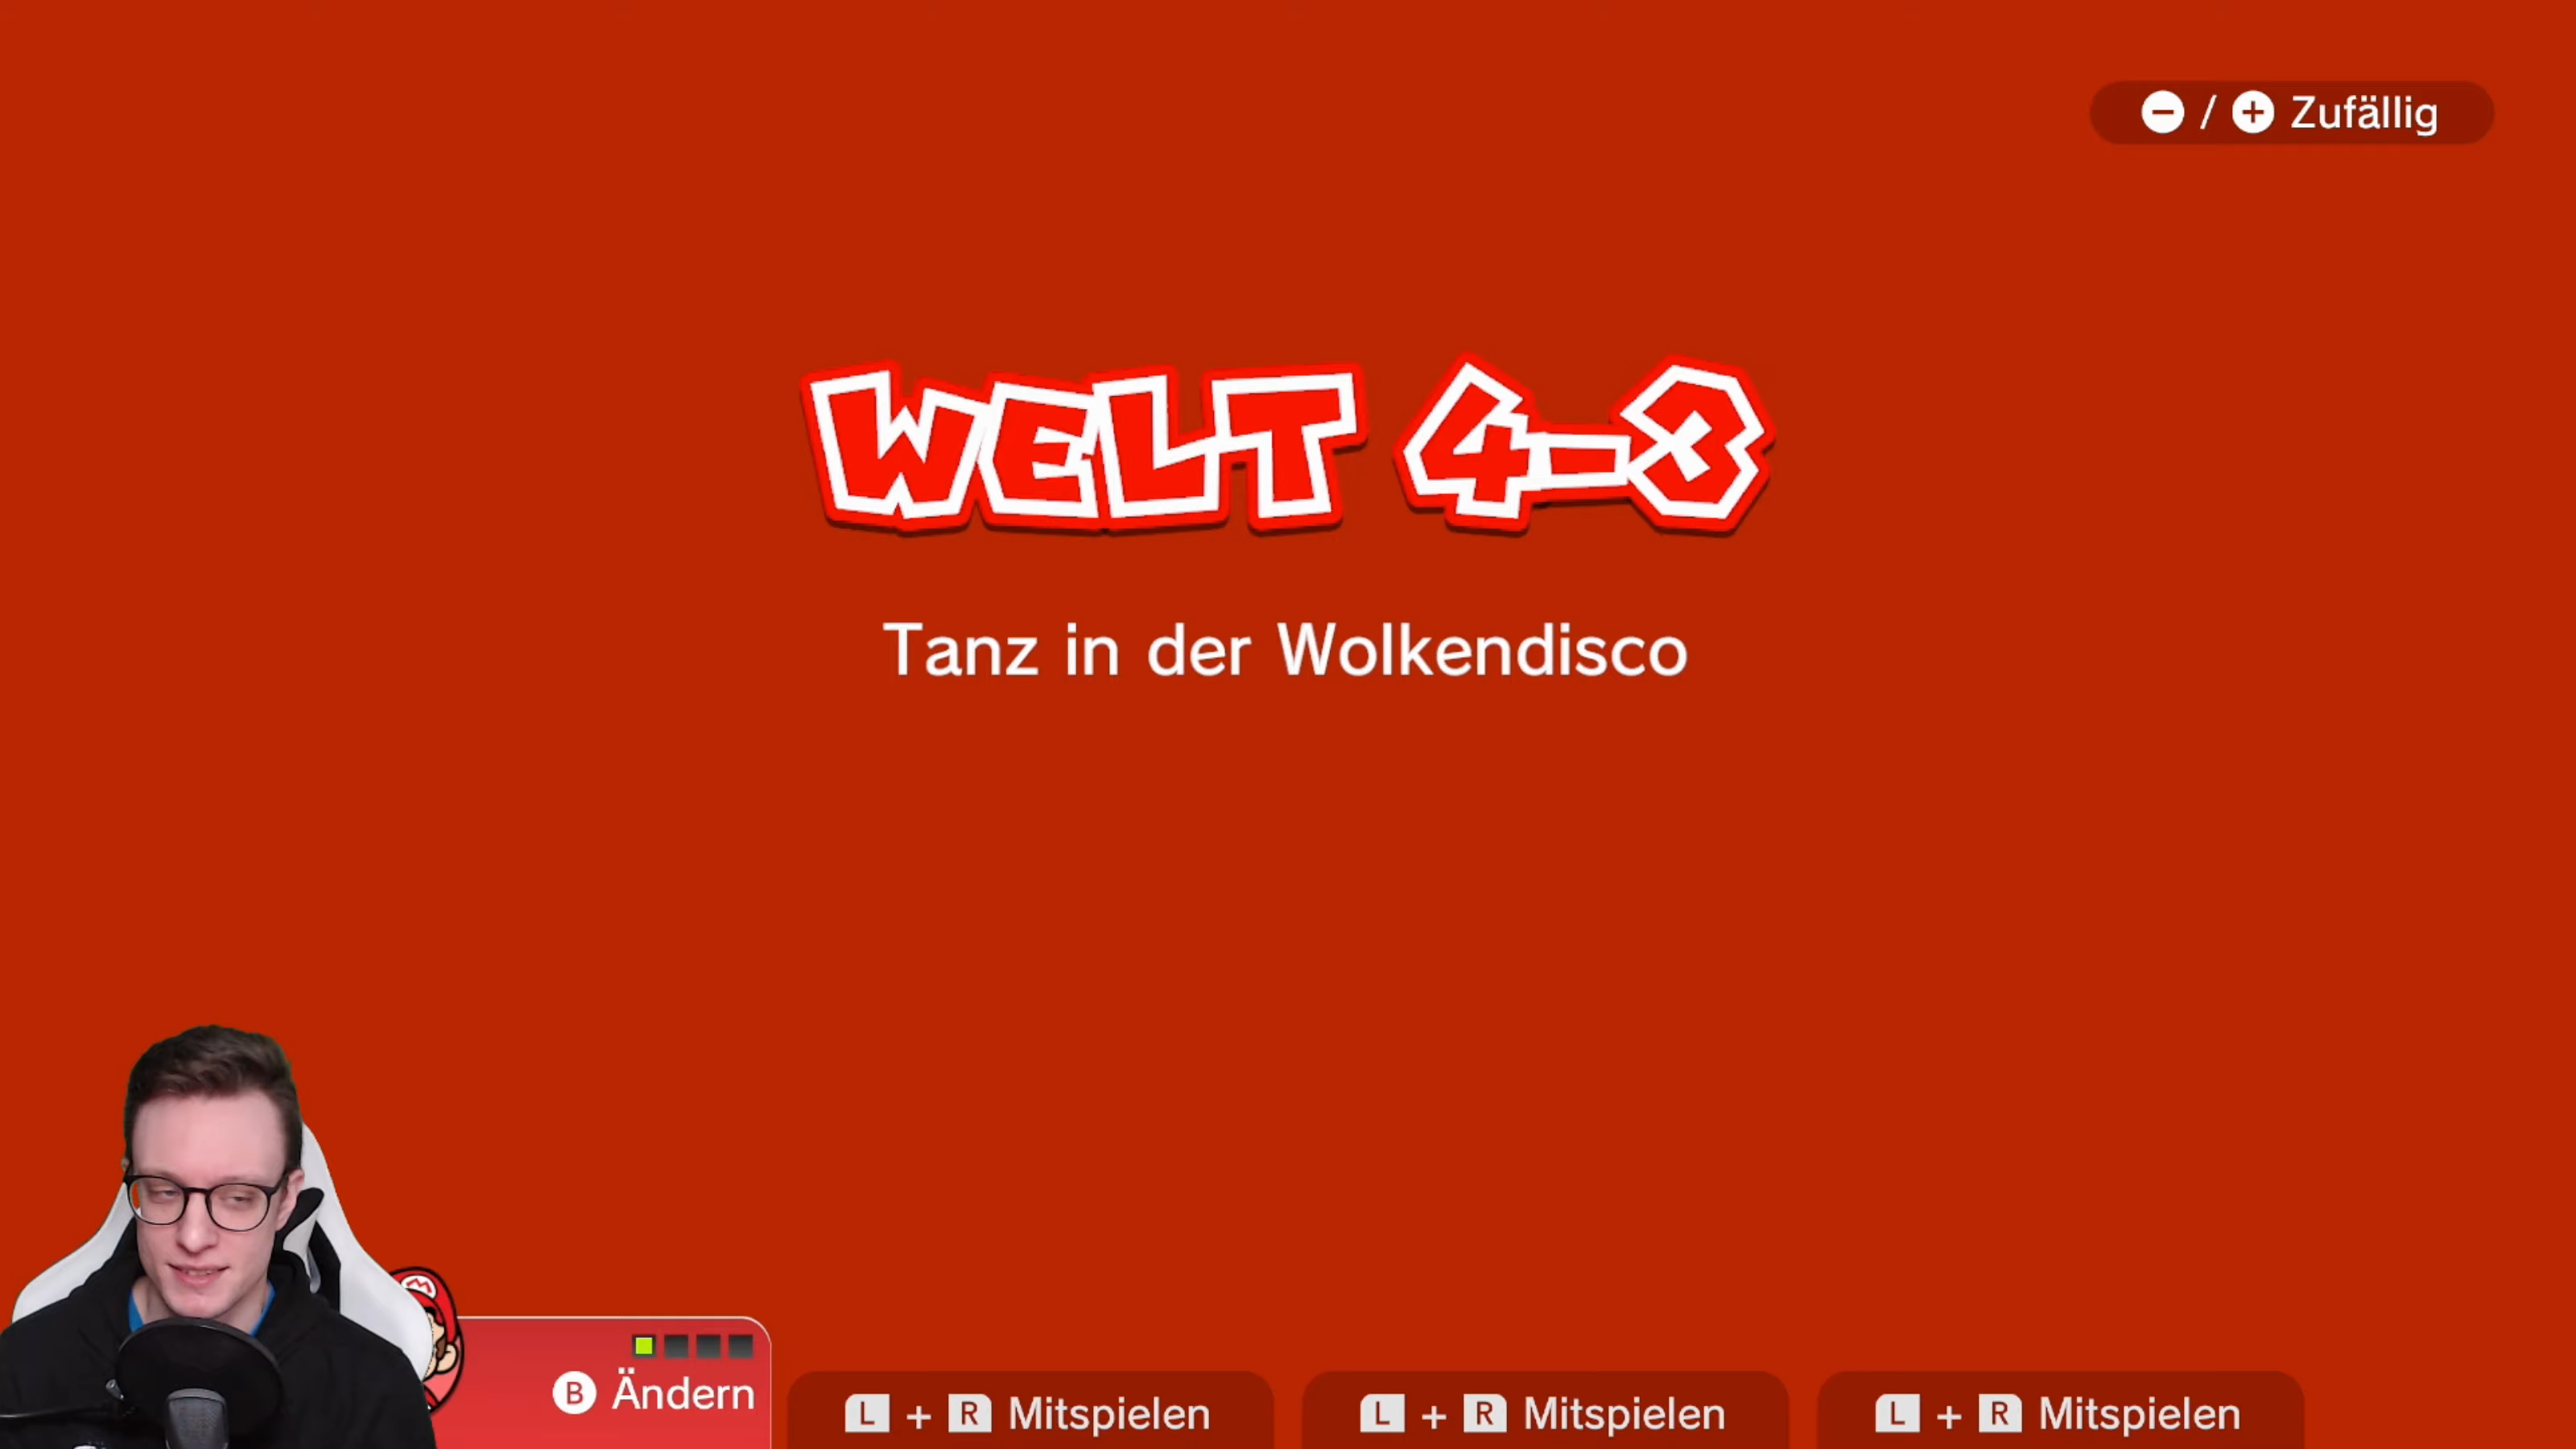 − / + Zufällig
WELT 4-3
Tanz in der Wolkendisco
B Ändern
L + R Mitspielen
L + R Mitspielen
L + R Mitspielen